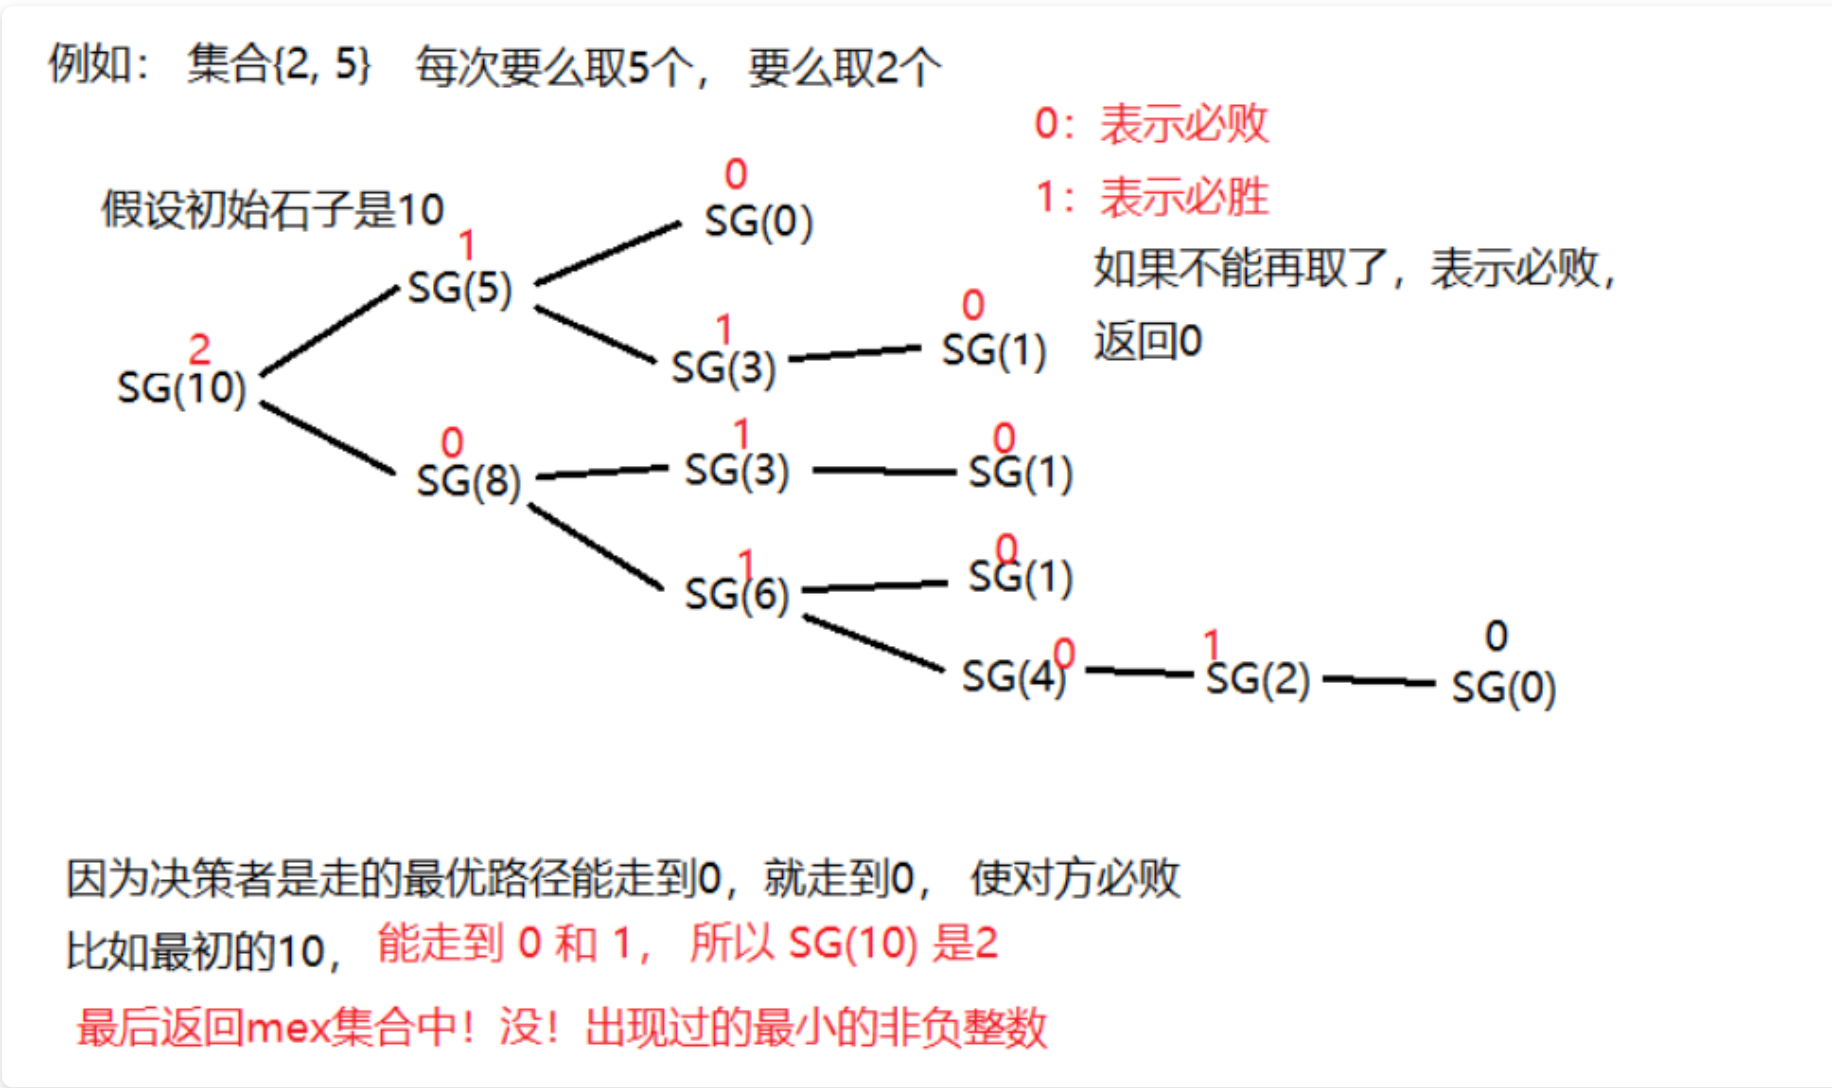 例如： 集合{2, 5} 每次要么取5个， 要么取2个
0：表示必败
1：表示必胜
如果不能再取了，表示必败，
返回0
假设初始石子是10
0
SG(0)
1
SG(5)
0
SG(1)
1
SG(3)
2
SG(10)
0
SG(8)
1
SG(3)
0
SG(1)
1
SG(6)
0
SG(1)
0
SG(4)
1
SG(2)
0
SG(0)
因为决策者是走的最优路径能走到0，就走到0， 使对方必败
比如最初的10， 能走到 0 和 1， 所以 SG(10) 是2
最后返回mex集合中！没！出现过的最小的非负整数